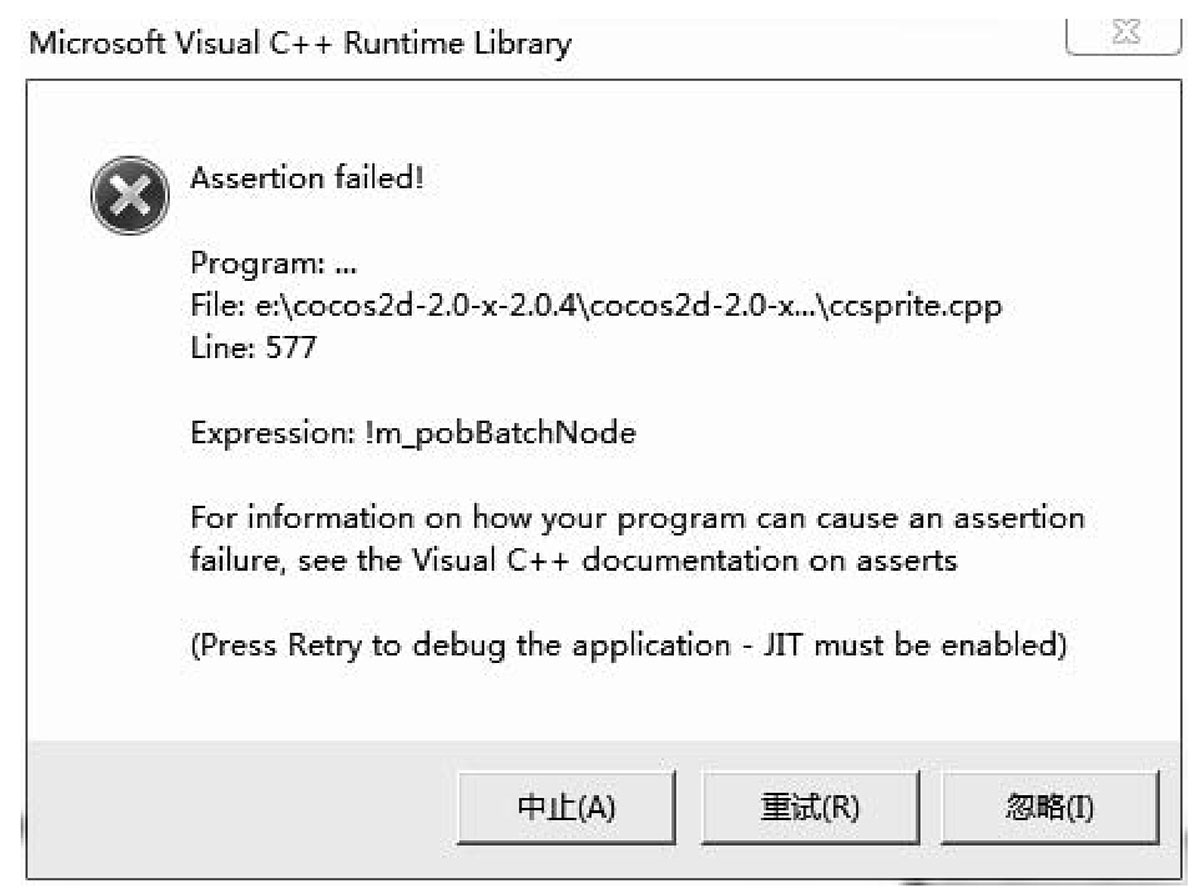 Microsoft Visual C++ Runtime Library
Assertion failed!
Program: ...
File: e:\cocos2d-2.0-x-2.0.4\cocos2d-2.0-x...\ccsprite.cpp
Line: 577
Expression: !m_pobBatchNode
For information on how your program can cause an assertion
failure, see the Visual C++ documentation on asserts
(Press Retry to debug the application - JIT must be enabled)
中止(A) 重试(R) 忽略(I)